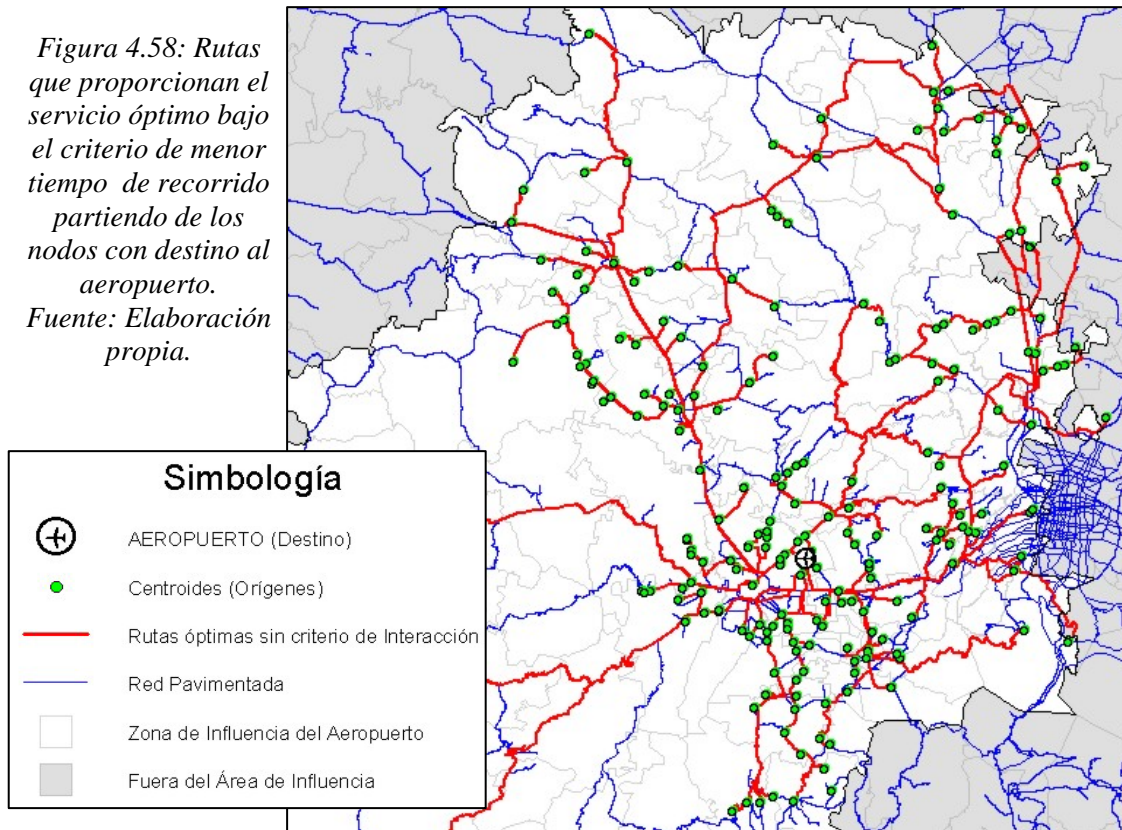 Figura 4.58: Rutas
que proporcionan el
servicio óptimo bajo
el criterio de menor
tiempo de recorrido
partiendo de los
nodos con destino al
aeropuerto.
Fuente: Elaboración
propia.
Simbología
AEROPUERTO (Destino)
Centroides (Orígenes)
Rutas óptimas sin criterio de Interacción
Red Pavimentada
Zona de Influencia del Aeropuerto
Fuera del Área de Influencia